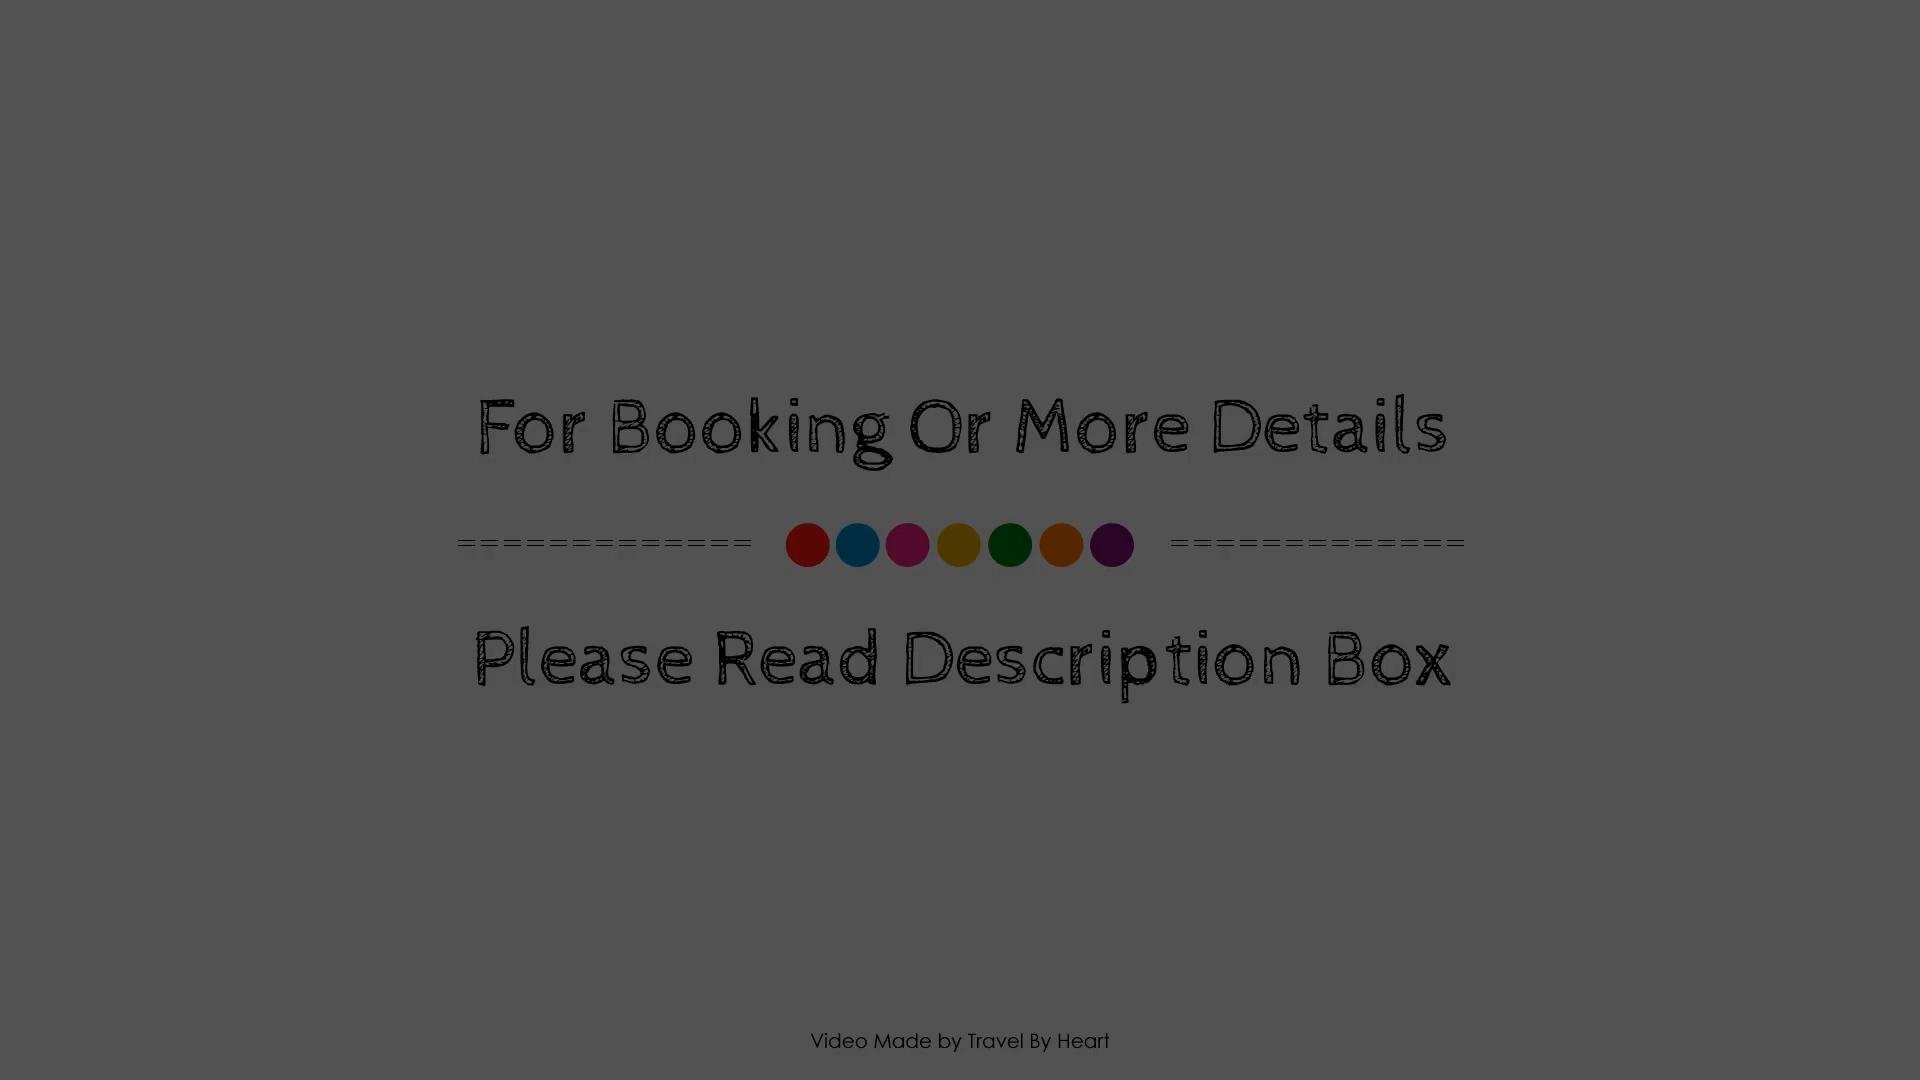 For Booking Or More Details
============= =============
Please Read Description Box
Video Made by Travel By Heart